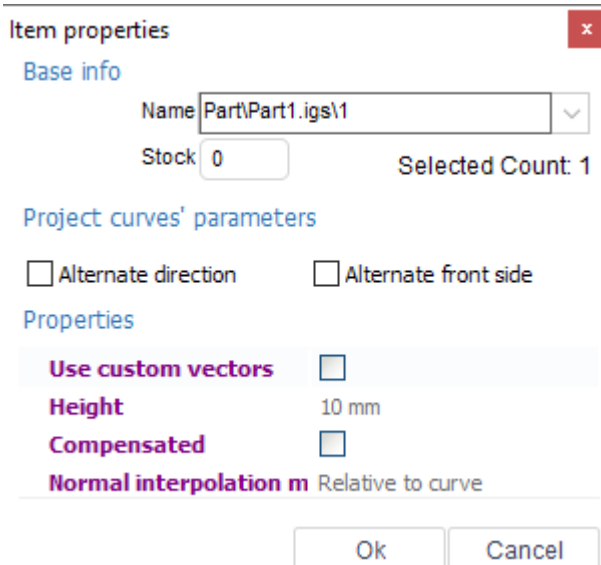 Item properties
x
Base info
Name Part\Part1.igs\1
Stock 0 Selected Count: 1
Project curves' parameters
Alternate direction Alternate front side
Properties
Use custom vectors
Height 10 mm
Compensated
Normal interpolation m Relative to curve
Ok Cancel